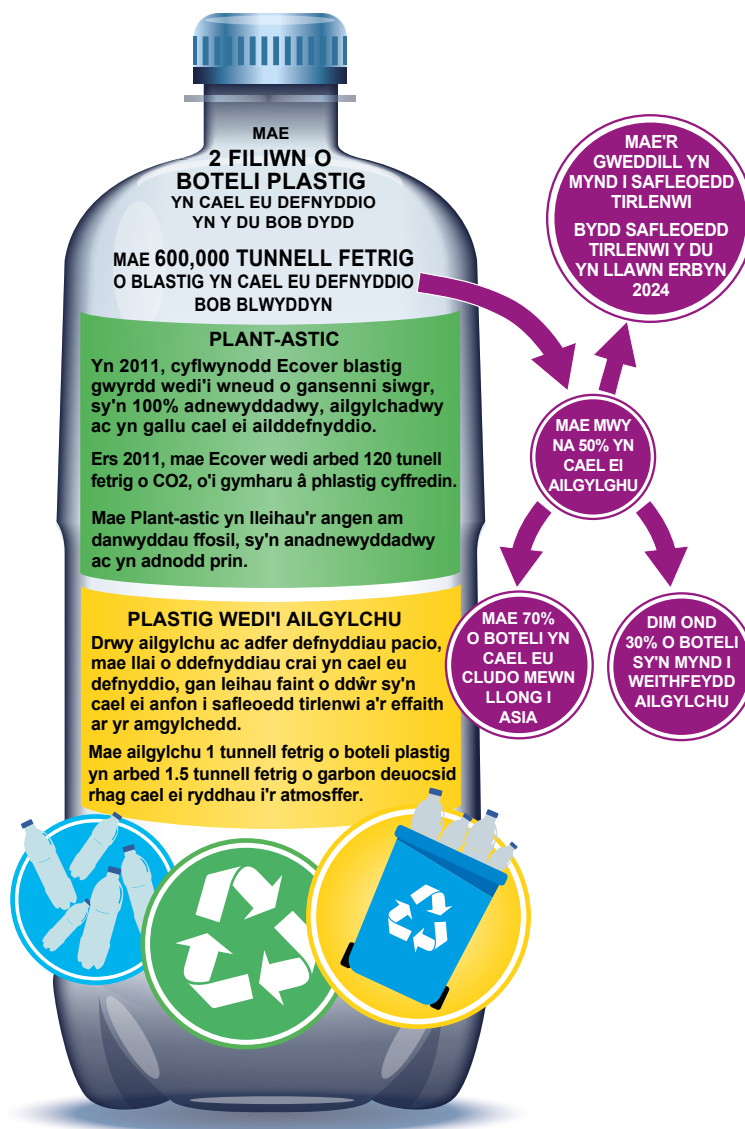 MAE
2 FILIWN O
BOTELI PLASTIG
YN CAEL EU DEFNYDDIO
YN Y DU BOB DYDD
MAE 600,000 TUNNELL FETRIG
O BLASTIG YN CAEL EU DEFNYDDIO
BOB BLWYDDYN
PLANT-ASTIC
Yn 2011, cyflwynodd Ecover blastig
gwyrdd wedi'i wneud o gansenni siwgr,
sy'n 100% adnewyddadwy, ailgylchadwy
ac yn gallu cael ei ailddefnyddio.
Ers 2011, mae Ecover wedi arbed 120 tunell
fetrig o CO2, o'i gymharu â phlastig cyffredin.
Mae Plant-astic yn lleihau'r angen am
danwyddau ffosil, sy'n anadnewyddadwy
ac yn adnodd prin.
PLASTIG WEDI'I AILGYLCHU
Drwy ailgylchu ac adfer defnyddiau pacio,
mae llai o ddefnyddiau crai yn cael eu
defnyddio, gan leihau faint o ddŵr sy'n
cael ei anfon i safleoedd tirlenwi a'r effaith
ar yr amgylchedd.
Mae ailgylchu 1 tunnell fetrig o boteli plastig
yn arbed 1.5 tunnell fetrig o garbon deuocsid
rhag cael ei ryddhau i'r atmosffer.
MAE'R
GWEDDILL YN
MYND I SAFLEOEDD
TIRLENWI
BYDD SAFLEOEDD
TIRLENWI Y DU
YN LLAWN ERBYN
2024
MAE MWY
NA 50% YN
CAEL EI
AILGYLGHU
MAE 70%
O BOTELI YN
CAEL EU
CLUDO MEWN
LLONG I
ASIA
DIM OND
30% O BOTELI
SY'N MYND I
WEITHFEYDD
AILGYLCHU